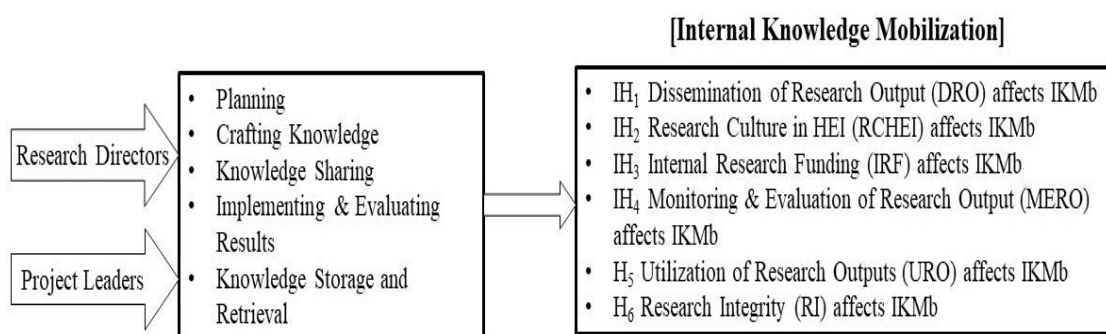 [Internal Knowledge Mobilization]
Research Directors
Project Leaders
• Planning
• Crafting Knowledge
• Knowledge Sharing
• Implementing & Evaluating
Results
• Knowledge Storage and
Retrieval
• IH₁ Dissemination of Research Output (DRO) affects IKMb
• IH₂ Research Culture in HEI (RCHEI) affects IKMb
• IH₃ Internal Research Funding (IRF) affects IKMb
• IH₄ Monitoring & Evaluation of Research Output (MERO)
affects IKMb
• H₅ Utilization of Research Outputs (URO) affects IKMb
• H₆ Research Integrity (RI) affects IKMb